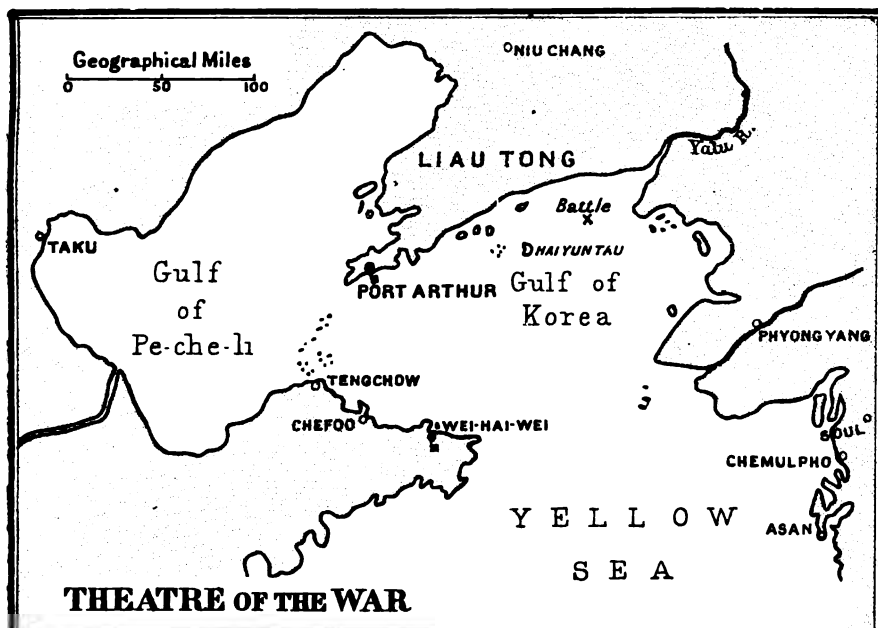 Geographical Miles
0 50 100
NIU CHANG
Yalu R.
LIAU TONG
Battle
x
TAKU
DHAIYUNTAU
Gulf
of
Pe-che-li
PORT ARTHUR
Gulf of
Korea
PHYONG YANG
TENGCHOW
CHEFOO
WEI-HAI-WEI
SOUL
CHEMULPHO
YELLOW
SEA
ASAN
THEATRE OF THE WAR